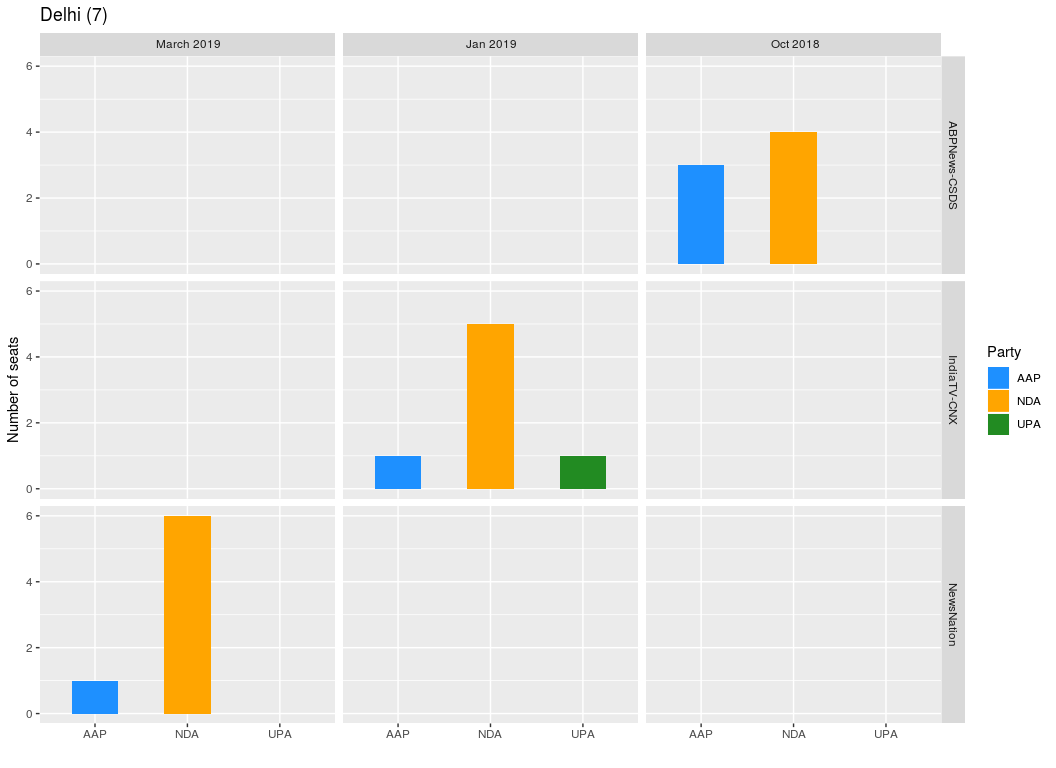 Delhi (7)
March 2019
Jan 2019
Oct 2018
6
4
2
0
ABPNews-CSDS
6
4
2
0
IndiaTV-CNX
6
4
2
0
NewsNation
Number of seats
AAP NDA UPA
AAP NDA UPA
AAP NDA UPA
Party
AAP
NDA
UPA